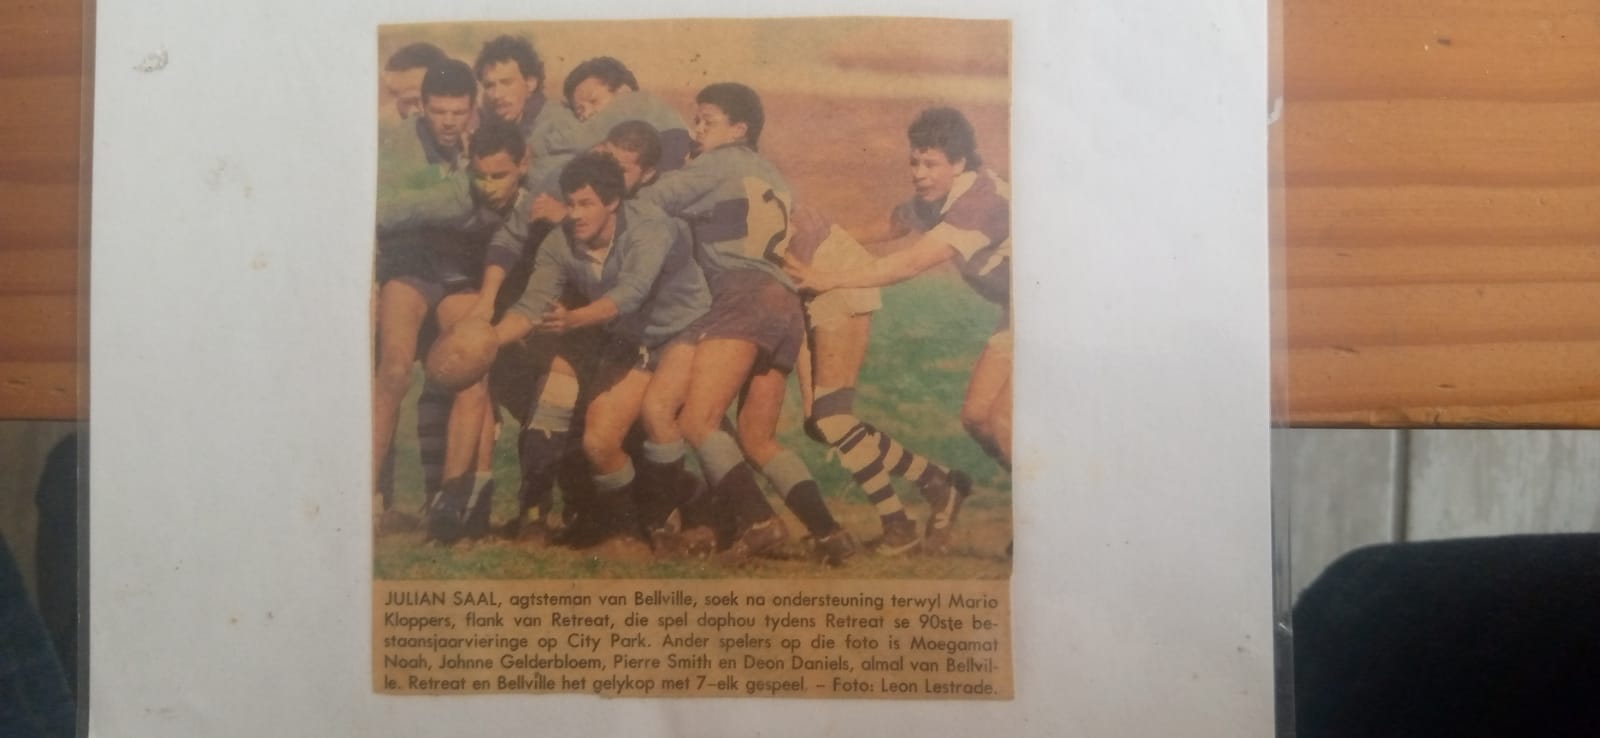 2
JULIAN SAAL, agtsteman van Bellville, soek na ondersteuning terwyl Mario
Kloppers, flank van Retreat, die spel dophou tydens Retreat se 90ste be-
staansjaarvieringe op City Park. Ander spelers op die foto is Moegamat
Noah, Johnne Gelderbloem, Pierre Smith en Deon Daniels, almal van Bellvil-
le. Retreat en Bellville het gelykop met 7–elk gespeel. – Foto: Leon Lestrade.